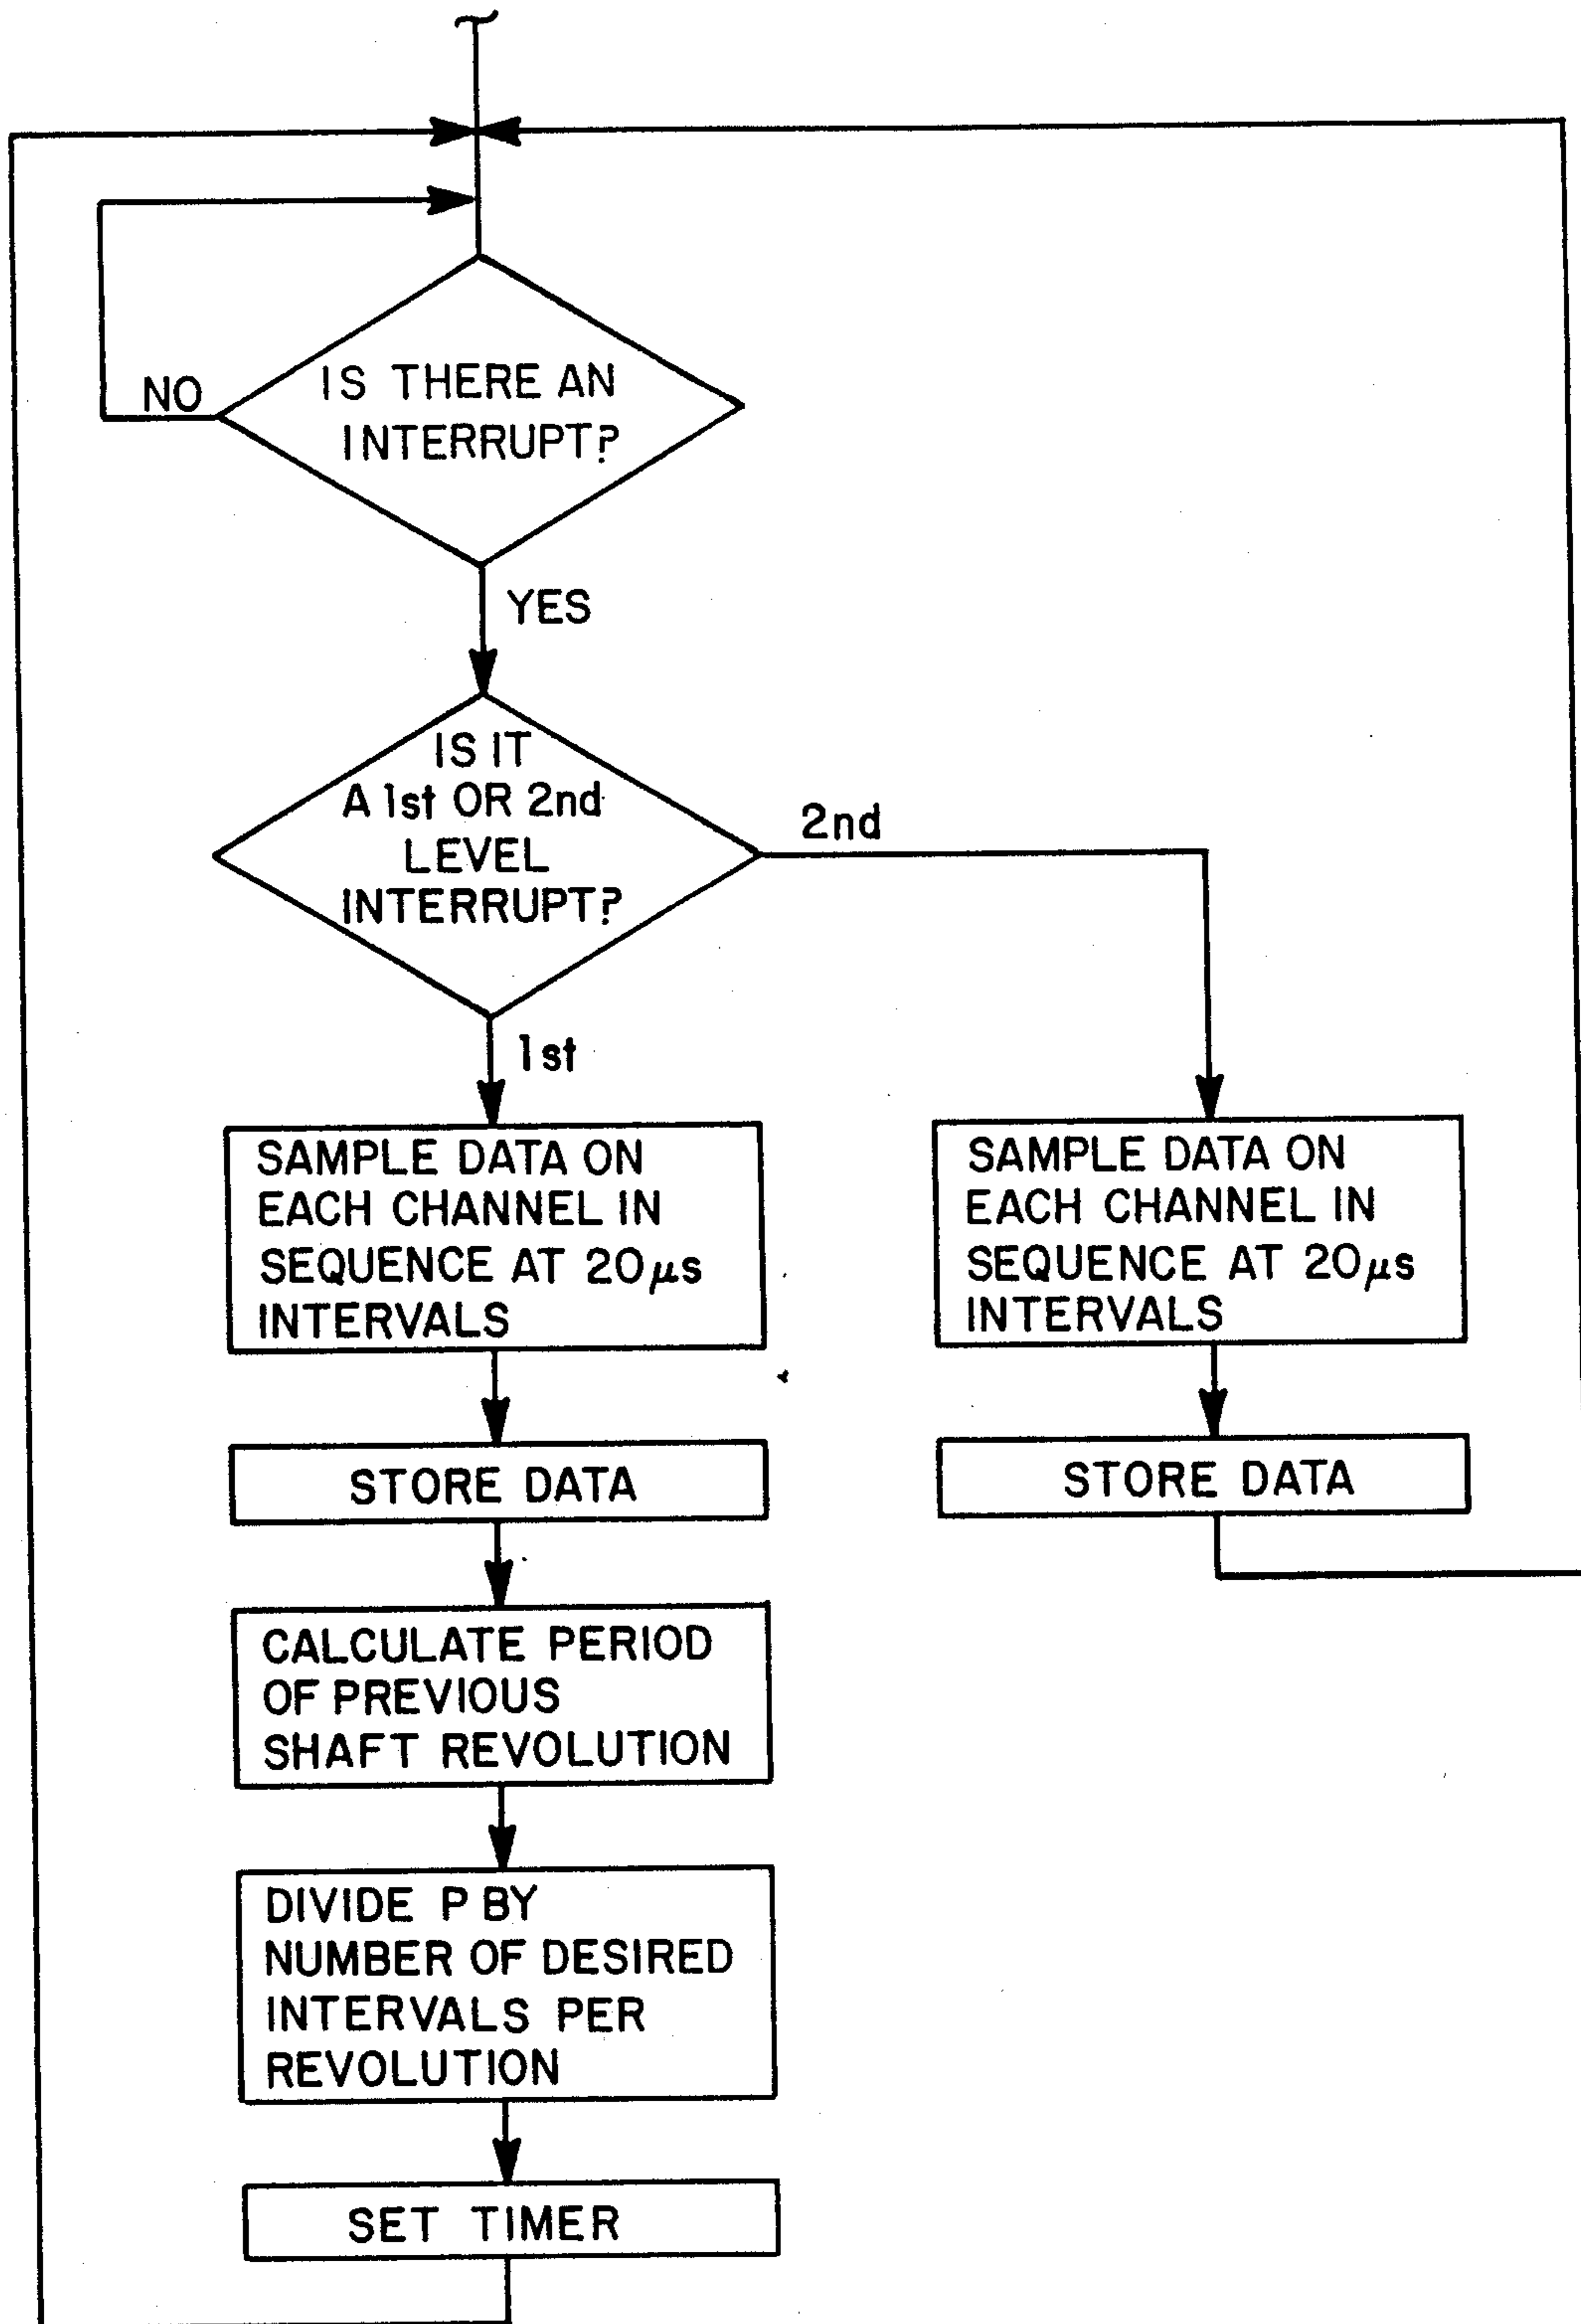 NO
IS THERE AN
INTERRUPT?
YES
IS IT
A 1st OR 2nd
LEVEL
INTERRUPT?
2nd
1st
SAMPLE DATA ON
EACH CHANNEL IN
SEQUENCE AT 20μs
INTERVALS
SAMPLE DATA ON
EACH CHANNEL IN
SEQUENCE AT 20μs
INTERVALS
STORE DATA
STORE DATA
CALCULATE PERIOD
OF PREVIOUS
SHAFT REVOLUTION
DIVIDE P BY
NUMBER OF DESIRED
INTERVALS PER
REVOLUTION
SET TIMER